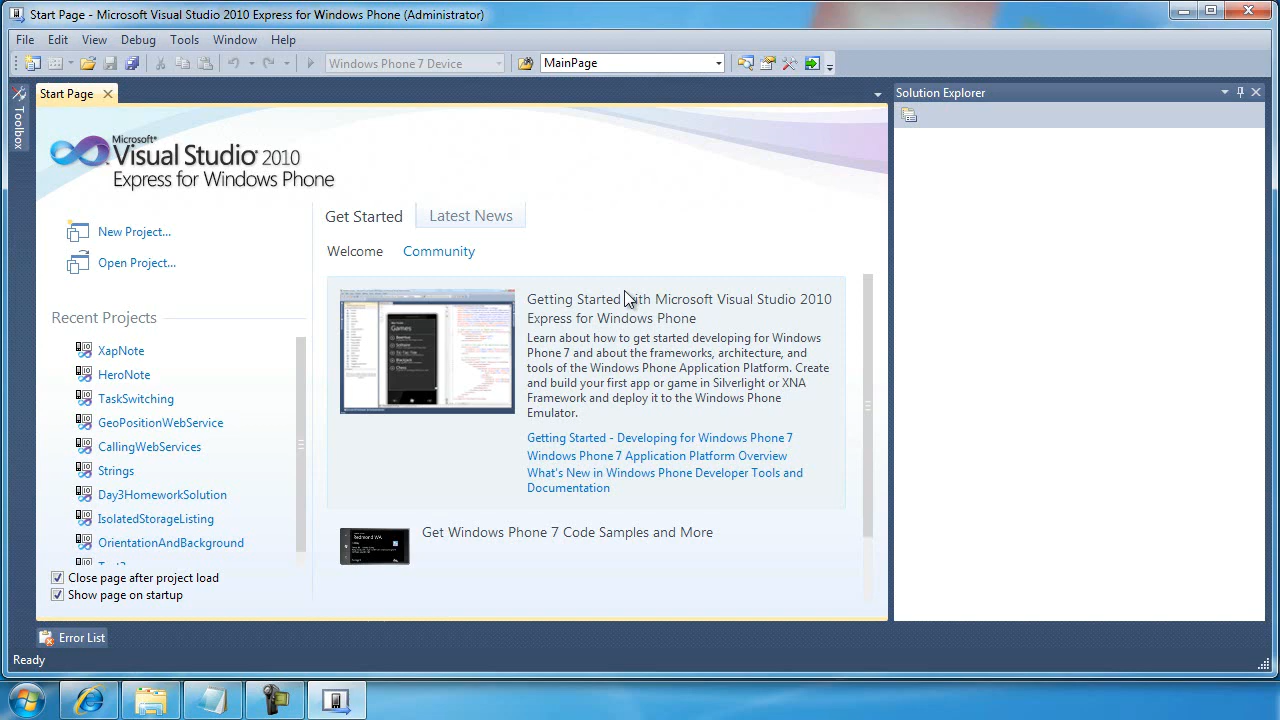 Start Page - Microsoft Visual Studio 2010 Express for Windows Phone (Administrator)
File Edit View Debug Tools Window Help
Windows Phone 7 Device MainPage
Toolbox
Start Page
Solution Explorer
Microsoft®
Visual Studio® 2010
Express for Windows Phone
New Project...
Open Project...
Recent Projects
XapNote
HeroNote
TaskSwitching
GeoPositionWebService
CallingWebServices
Strings
Day3HomeworkSolution
IsolatedStorageListing
OrientationAndBackground
Close page after project load
Show page on startup
Get Started Latest News
Welcome Community
Getting Started with Microsoft Visual Studio 2010
Express for Windows Phone
Learn about how to get started developing for Windows
Phone 7 and about the frameworks, architecture, and
tools of the Windows Phone Application Platform. Create
and build your first app or game in Silverlight or XNA
Framework and deploy it to the Windows Phone
Emulator.
Getting Started - Developing for Windows Phone 7
Windows Phone 7 Application Platform Overview
What's New in Windows Phone Developer Tools and
Documentation
Games
Redmond WA
Get Windows Phone 7 Code Samples and More
Error List
Ready